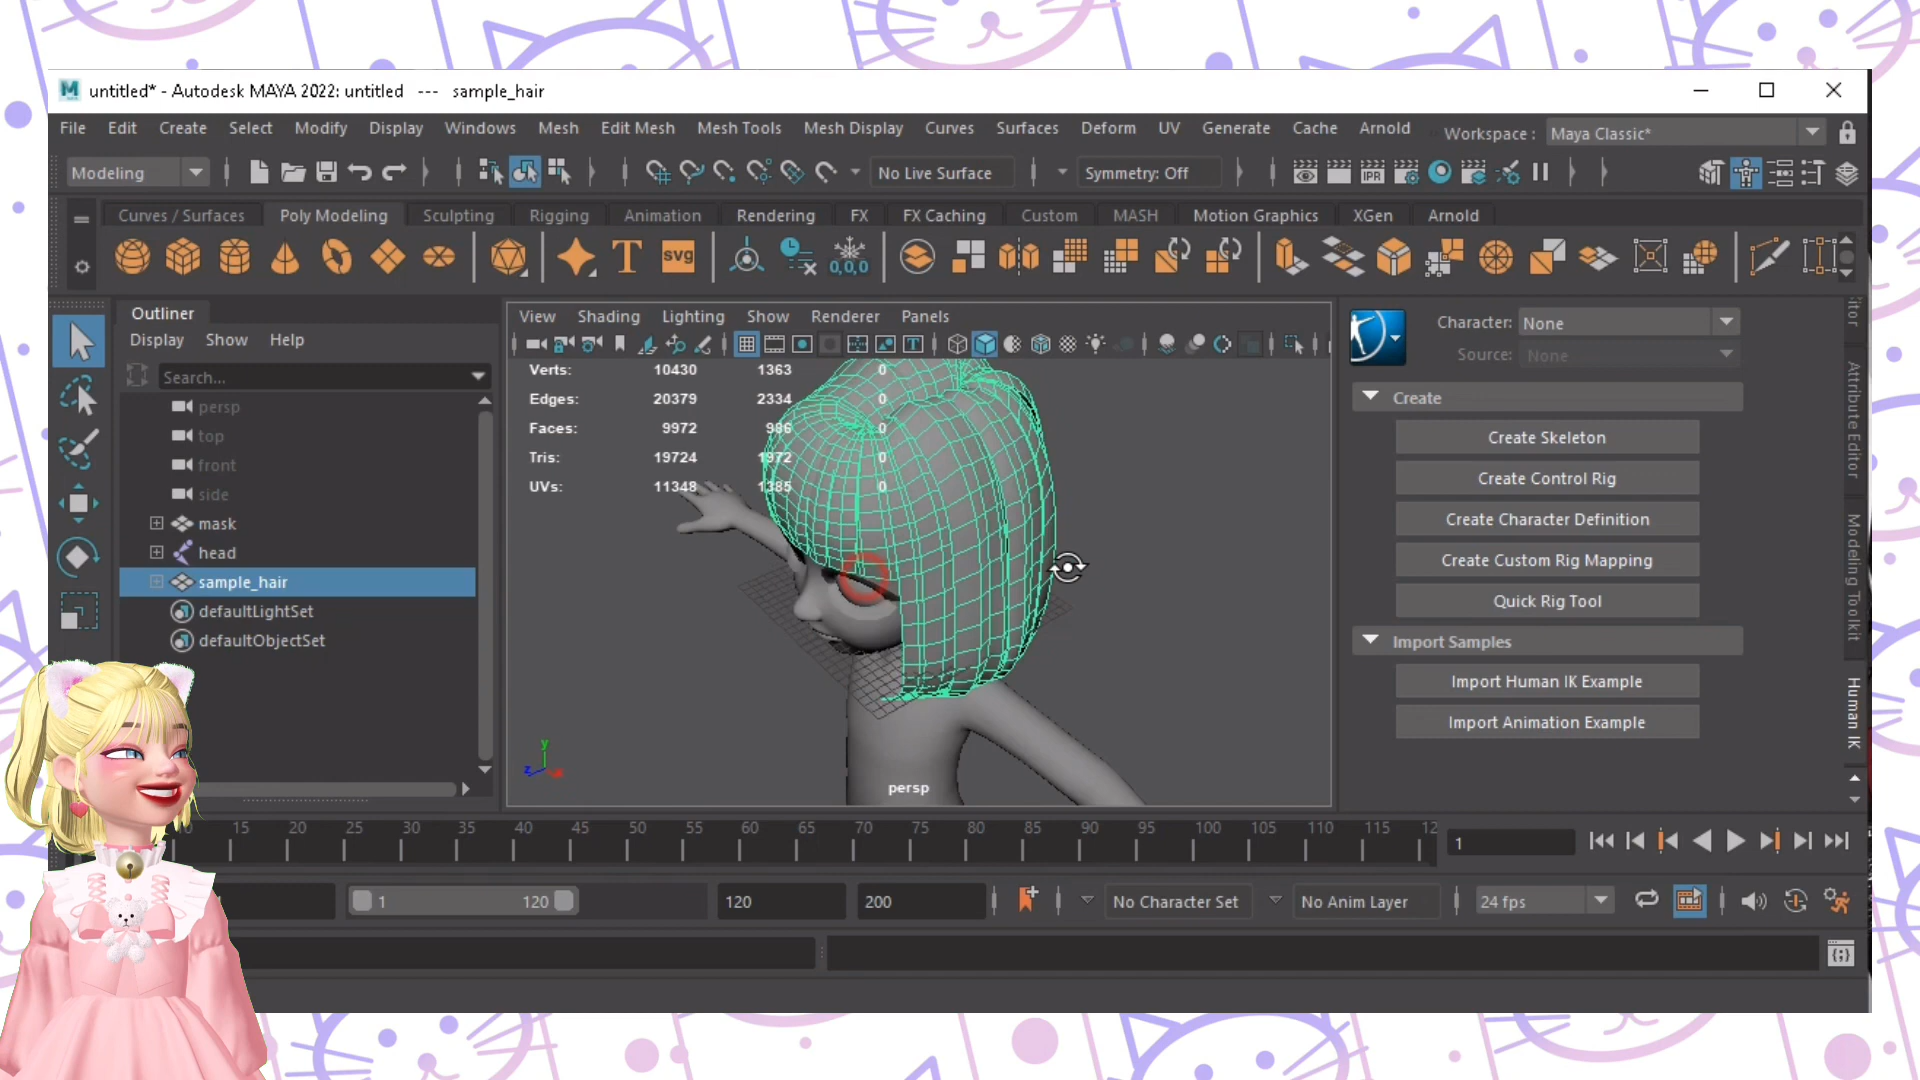 untitled* - Autodesk MAYA 2022: untitled --- sample_hair
File Edit Create Select Modify Display Windows Mesh Edit Mesh Mesh Tools Mesh Display Curves Surfaces Deform UV Generate Cache Arnold Workspace : Maya Classic*
Modeling No Live Surface Symmetry: Off IPR
Curves / Surfaces Poly Modeling Sculpting Rigging Animation Rendering FX FX Caching Custom MASH Motion Graphics XGen Arnold
T SVG 0,0,0
Outliner
Display Show Help
Search...
persp
top
front
side
mask
head
sample_hair
defaultLightSet
defaultObjectSet
View Shading Lighting Show Renderer Panels
Verts: 10430 1363 0
Edges: 20379 2334 0
Faces: 9972 986 0
Tris: 19724 1972 0
UVs: 11348 1385 0
y
z
persp
Character: None
Source: None
Create
Create Skeleton
Create Control Rig
Create Character Definition
Create Custom Rig Mapping
Quick Rig Tool
Import Samples
Import Human IK Example
Import Animation Example
Attribute Editor
Modeling Toolkit
Human IK
15 20 25 30 35 40 45 50 55 60 65 70 75 80 85 90 95 100 105 110 115 12
1
1 120 120 200 No Character Set No Anim Layer 24 fps